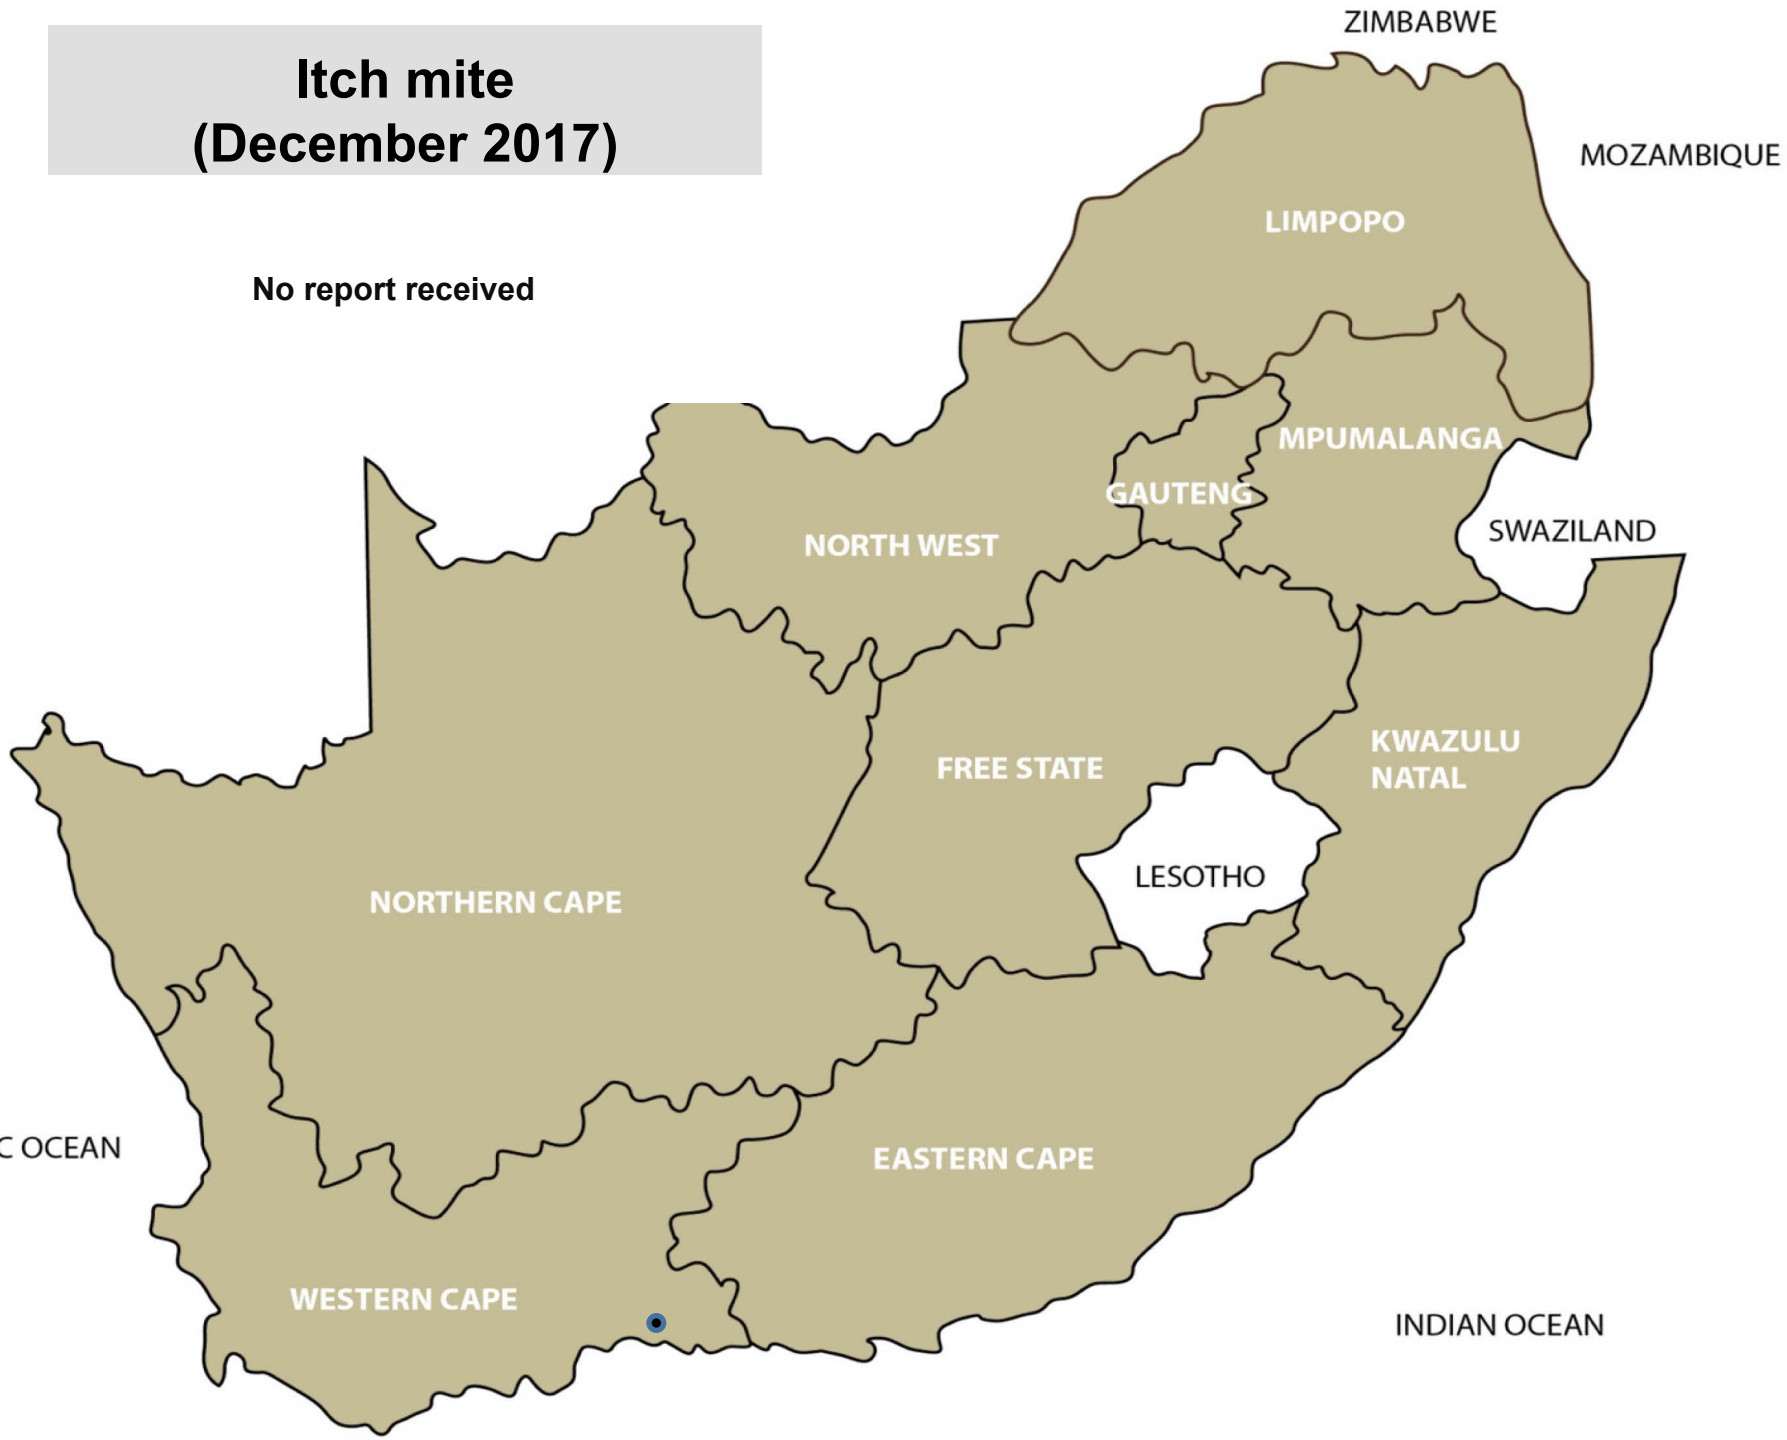 Itch mite
(December 2017)
No report received
ZIMBABWE
MOZAMBIQUE
LIMPOPO
MPUMALANGA
GAUTENG
SWAZILAND
NORTH WEST
KWAZULU
NATAL
FREE STATE
LESOTHO
NORTHERN CAPE
C OCEAN
EASTERN CAPE
WESTERN CAPE
INDIAN OCEAN